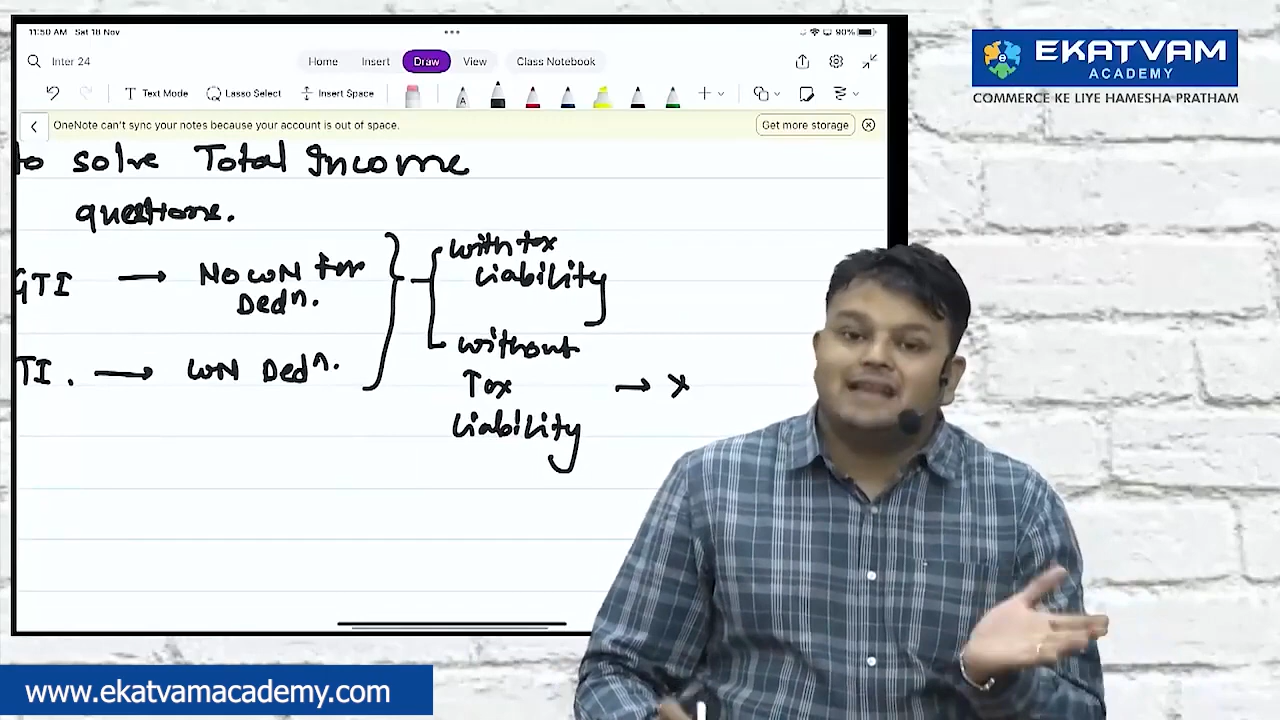 11:50 AM Sat 18 Nov
90%
Inter 24
Home Insert Draw View Class Notebook
Text Mode Lasso Select Insert Space
OneNote can't sync your notes because your account is out of space.
Get more storage
to solve Total Income
questions.
GTI → No WN For
Dedn.
TI. → WN Dedn.
with tax
liability
without
Tax → x
liability
EKATVAM
ACADEMY
COMMERCE KE LIYE HAMESHA PRATHAM
www.ekatvamacademy.com